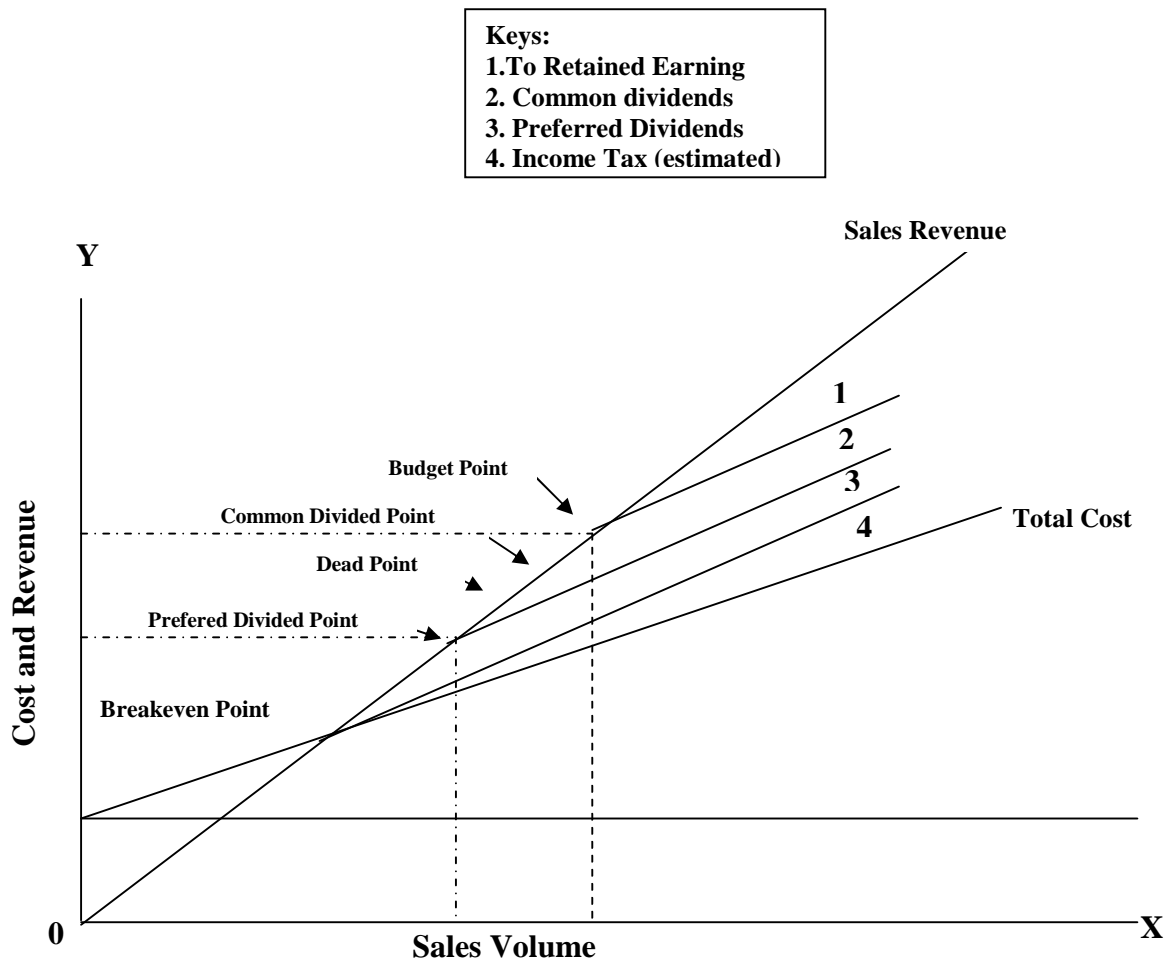 Keys:
1.To Retained Earning
2. Common dividends
3. Preferred Dividends
4. Income Tax (estimated)
Sales Revenue
Y
1
2
Budget Point
3
Common Divided Point
4
Total Cost
Dead Point
Prefered Divided Point
Cost and Revenue
Breakeven Point
0
Sales Volume
X